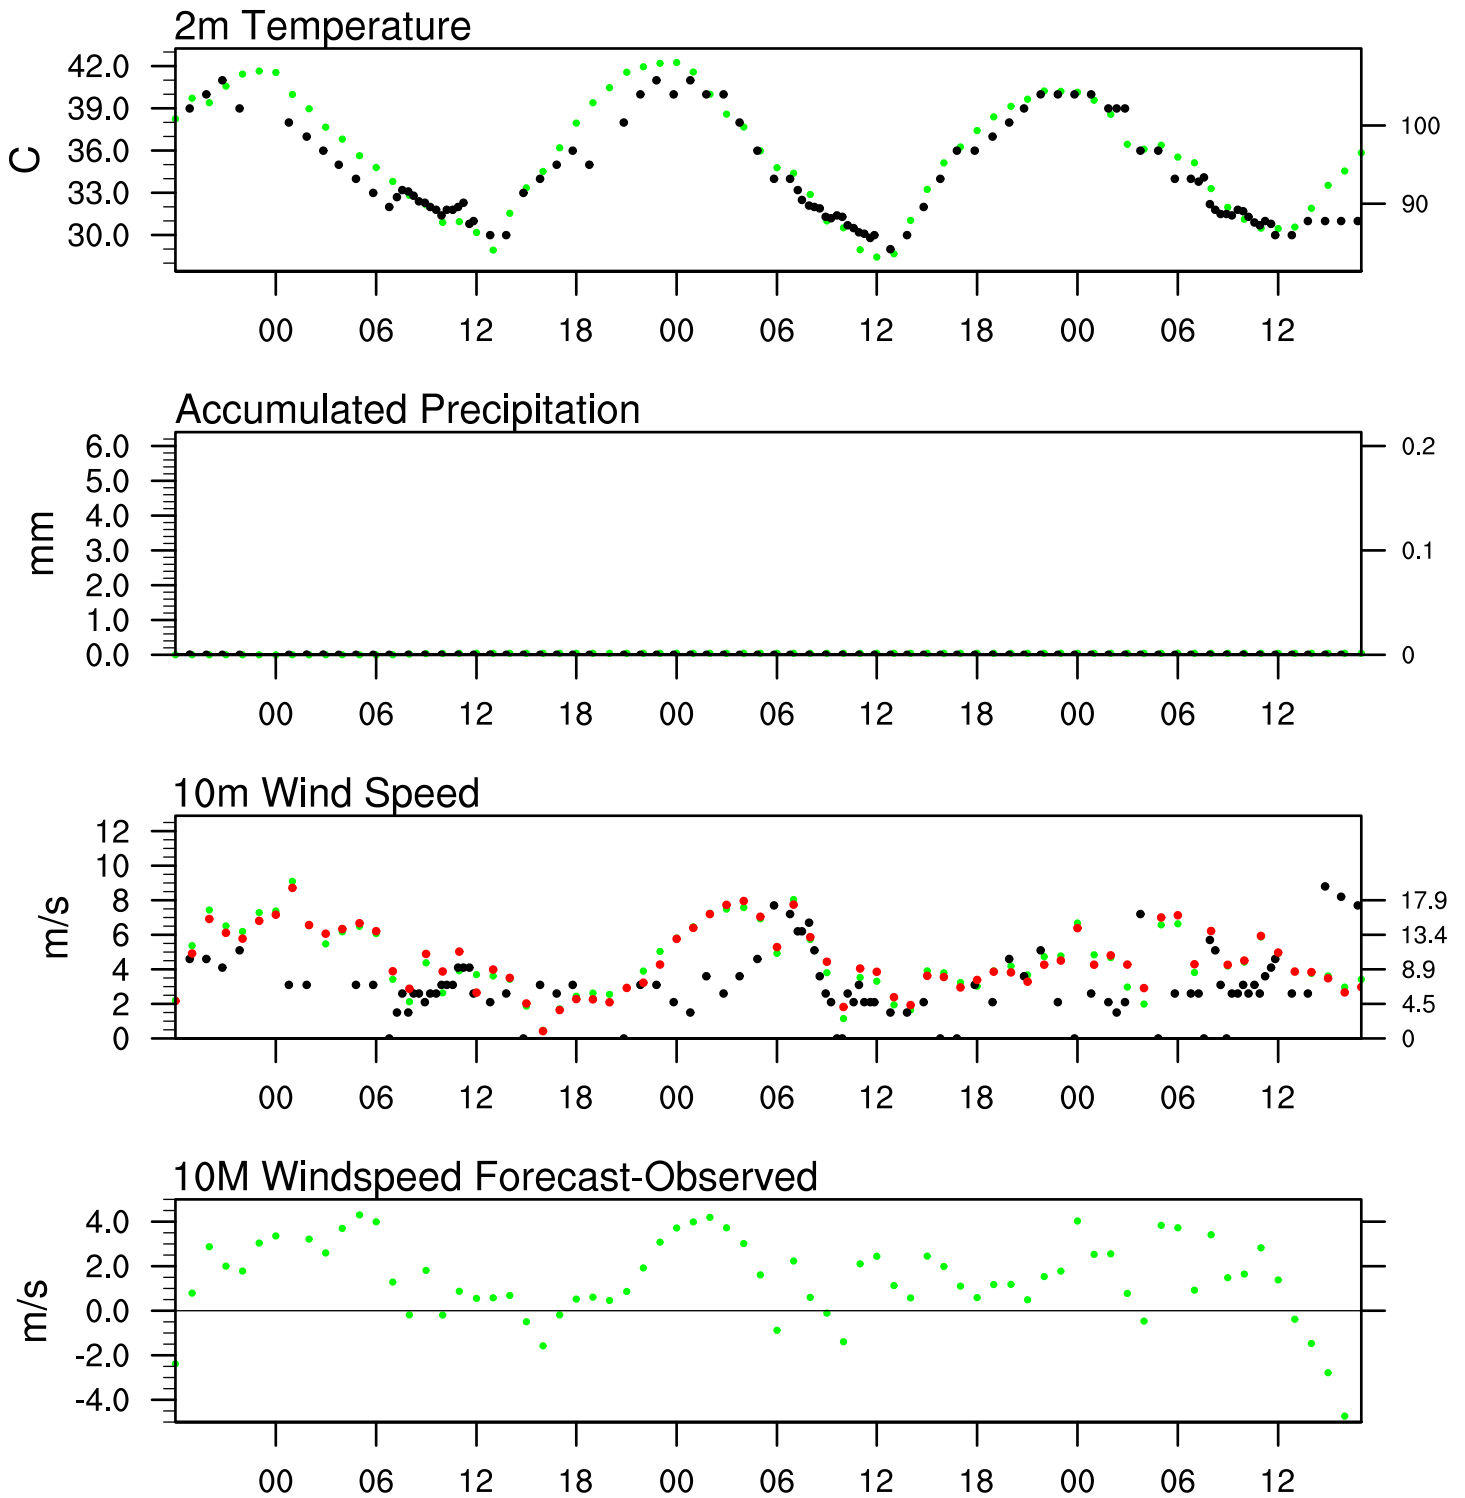 2m Temperature
42.0
39.0
36.0
33.0
30.0
C
100
90
00 06 12 18 00 06 12 18 00 06 12
Accumulated Precipitation
6.0
5.0
4.0
3.0
2.0
1.0
0.0
mm
0.2
0.1
0
00 06 12 18 00 06 12 18 00 06 12
10m Wind Speed
12
10
8
6
4
2
0
m/s
17.9
13.4
8.9
4.5
0
00 06 12 18 00 06 12 18 00 06 12
10M Windspeed Forecast-Observed
4.0
2.0
0.0
-2.0
-4.0
m/s
00 06 12 18 00 06 12 18 00 06 12